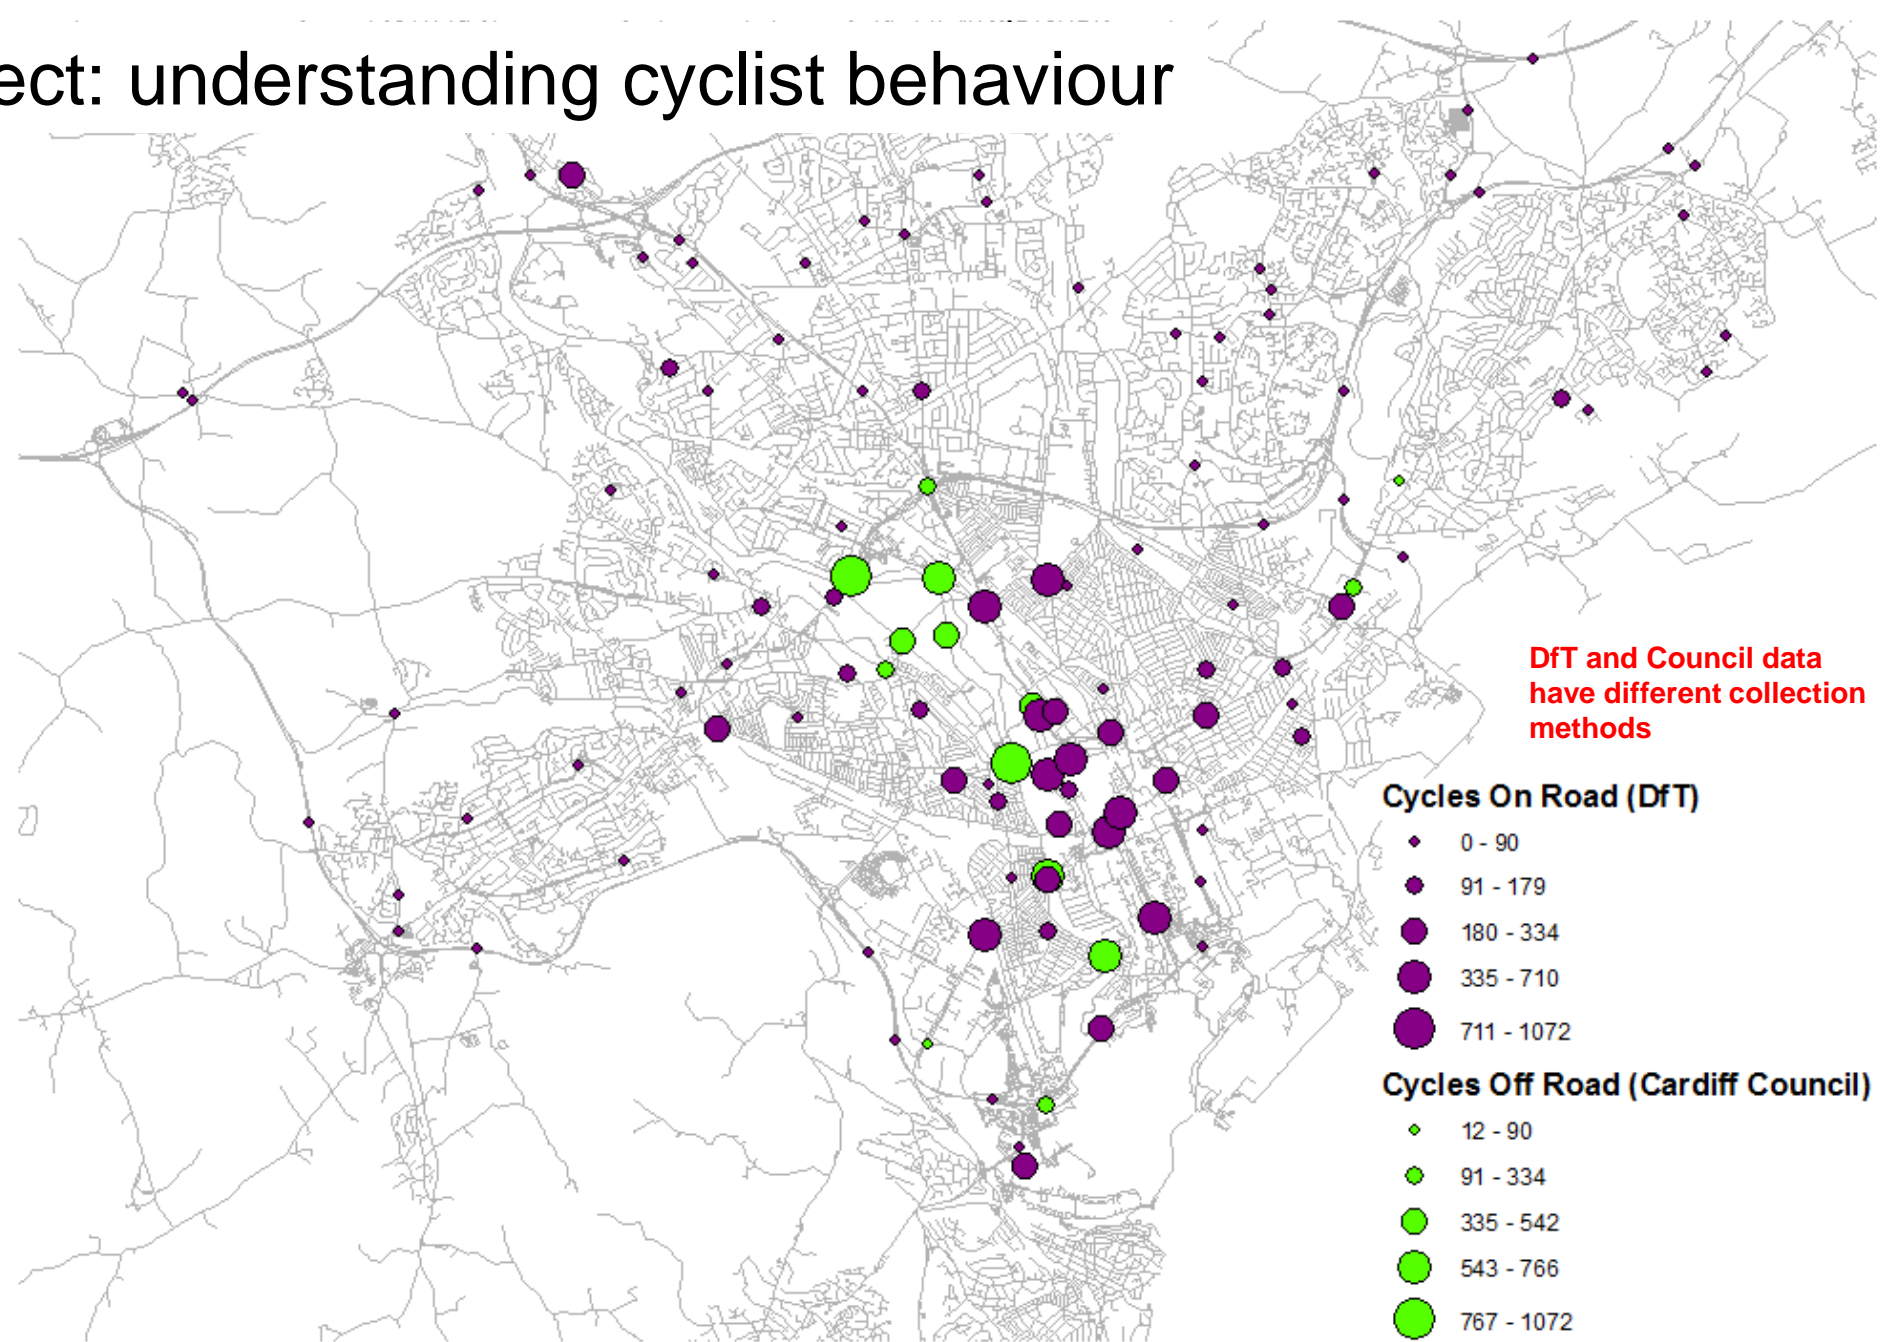 ect: understanding cyclist behaviour
DfT and Council data
have different collection
methods
Cycles On Road (DfT)
0 - 90
91 - 179
180 - 334
335 - 710
711 - 1072
Cycles Off Road (Cardiff Council)
12 - 90
91 - 334
335 - 542
543 - 766
767 - 1072